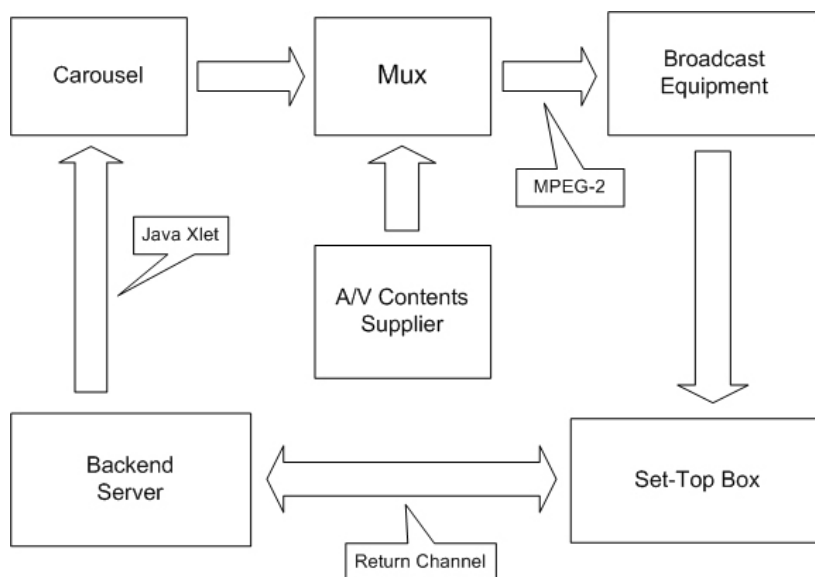 Carousel
Mux
Broadcast
Equipment
MPEG-2
Java Xlet
A/V Contents
Supplier
Backend
Server
Set-Top Box
Return Channel